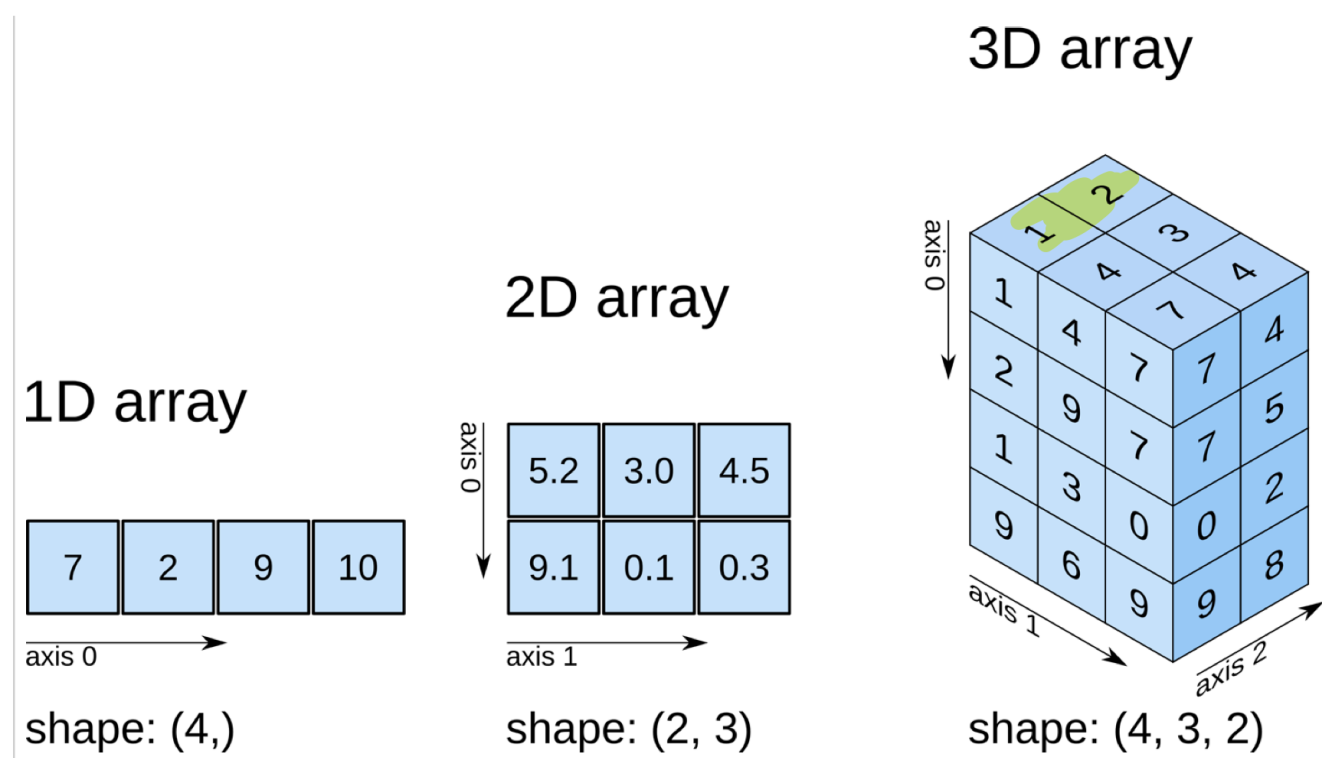 3D array
2D array
1D array
axis 0
7 2 9 10
axis 0
shape: (4,)
axis 0
5.2 3.0 4.5
9.1 0.1 0.3
axis 1
shape: (2, 3)
1 2
4 3
7 4
1 4 7
2 9 7
1 3 0
9 6 9
7 4
7 5
0 2
9 8
axis 1
axis 2
shape: (4, 3, 2)